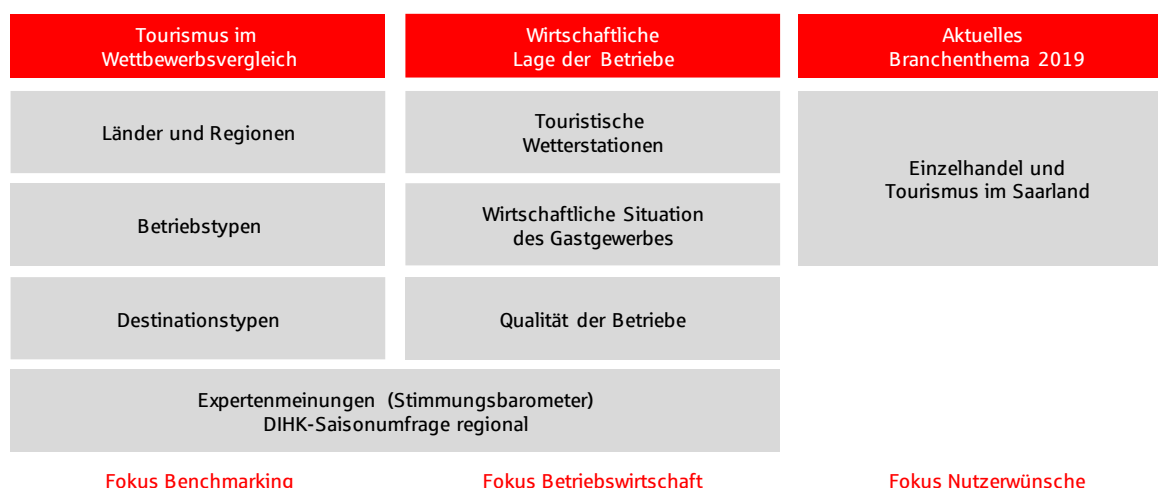 Tourismus im
Wettbewerbsvergleich
Wirtschaftliche
Lage der Betriebe
Aktuelles
Branchenthema 2019
Länder und Regionen
Touristische
Wetterstationen
Einzelhandel und
Tourismus im Saarland
Betriebstypen
Wirtschaftliche Situation
des Gastgewerbes
Destinationstypen
Qualität der Betriebe
Expertenmeinungen (Stimmungsbarometer)
DIHK-Saisonumfrage regional
Fokus Benchmarking
Fokus Betriebswirtschaft
Fokus Nutzerwünsche